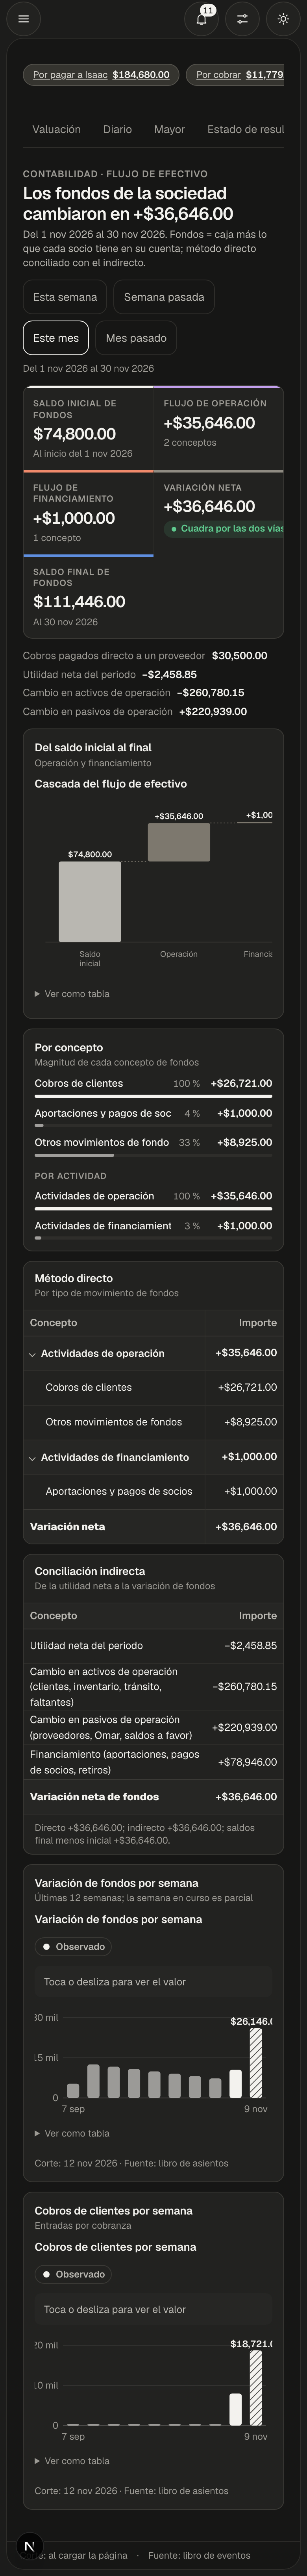 11
Por pagar a Isaac $184,680.00
Por cobrar $11,779.
Valuación Diario Mayor Estado de resul
CONTABILIDAD · FLUJO DE EFECTIVO
Los fondos de la sociedad
cambiaron en +$36,646.00
Del 1 nov 2026 al 30 nov 2026. Fondos = caja más lo
que cada socio tiene en su cuenta; método directo
conciliado con el indirecto.
Esta semana
Semana pasada
Este mes
Mes pasado
Del 1 nov 2026 al 30 nov 2026
SALDO INICIAL DE
FONDOS
$74,800.00
Al inicio del 1 nov 2026
FLUJO DE OPERACIÓN
+$35,646.00
2 conceptos
FLUJO DE
FINANCIAMIENTO
+$1,000.00
1 concepto
VARIACIÓN NETA
+$36,646.00
Cuadra por las dos vías
SALDO FINAL DE
FONDOS
$111,446.00
Al 30 nov 2026
Cobros pagados directo a un proveedor $30,500.00
Utilidad neta del periodo −$2,458.85
Cambio en activos de operación −$260,780.15
Cambio en pasivos de operación +$220,939.00
Del saldo inicial al final
Operación y financiamiento
Cascada del flujo de efectivo
$74,800.00
+$35,646.00
+$1,00
Saldo
inicial
Operación
Financia
Ver como tabla
Por concepto
Magnitud de cada concepto de fondos
Cobros de clientes 100 % +$26,721.00
Aportaciones y pagos de soc 4 % +$1,000.00
Otros movimientos de fondo 33 % +$8,925.00
POR ACTIVIDAD
Actividades de operación 100 % +$35,646.00
Actividades de financiamient 3 % +$1,000.00
Método directo
Por tipo de movimiento de fondos
Concepto Importe
Actividades de operación +$35,646.00
Cobros de clientes +$26,721.00
Otros movimientos de fondos +$8,925.00
Actividades de financiamiento +$1,000.00
Aportaciones y pagos de socios +$1,000.00
Variación neta +$36,646.00
Conciliación indirecta
De la utilidad neta a la variación de fondos
Concepto Importe
Utilidad neta del periodo −$2,458.85
Cambio en activos de operación
(clientes, inventario, tránsito,
faltantes) −$260,780.15
Cambio en pasivos de operación
(proveedores, Omar, saldos a favor) +$220,939.00
Financiamiento (aportaciones, pagos
de socios, retiros) +$78,946.00
Variación neta de fondos +$36,646.00
Directo +$36,646.00; indirecto +$36,646.00; saldos
final menos inicial +$36,646.00.
Variación de fondos por semana
Últimas 12 semanas; la semana en curso es parcial
Variación de fondos por semana
Observado
Toca o desliza para ver el valor
30 mil
$26,146.0
15 mil
0
7 sep 9 nov
Ver como tabla
Corte: 12 nov 2026 · Fuente: libro de asientos
Cobros de clientes por semana
Entradas por cobranza
Cobros de clientes por semana
Observado
Toca o desliza para ver el valor
20 mil
$18,721.0
10 mil
0
7 sep 9 nov
Ver como tabla
Corte: 12 nov 2026 · Fuente: libro de asientos
N
al cargar la página · Fuente: libro de eventos